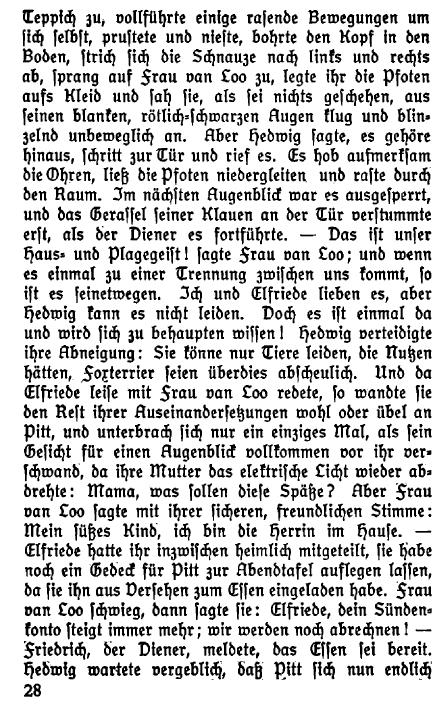 Teppich zu, vollführte einige rasende Bewegungen um
sich selbst, prustete und nieste, bohrte den Kopf in den
Boden, strich sich die Schnauze nach links und rechts
ab, sprang auf Frau van Loo zu, legte ihr die Pfoten
aufs Kleid und sah sie, als sei nichts geschehen, aus
seinen blanken, rötlich-schwarzen Augen klug und blin-
zelnd unbeweglich an. Aber Hedwig sagte, es gehöre
hinaus, schritt zur Tür und rief es. Es hob aufmerksam
die Ohren, ließ die Pfoten niedergleiten und raste durch
den Raum. Im nächsten Augenblick war es ausgesperrt,
und das Gerassel seiner Klauen an der Tür verstummte
erst, als der Diener es fortführte. — Das ist unser
Haus- und Plagegeist! sagte Frau van Loo; und wenn
es einmal zu einer Trennung zwischen uns kommt, so
ist es seinetwegen. Ich und Elfriede lieben es, aber
Hedwig kann es nicht leiden. Doch es ist einmal da
und wird sich zu behaupten wissen! Hedwig verteidigte
ihre Abneigung: Sie könne nur Tiere leiden, die Nutzen
hätten, Foxterrier seien überdies abscheulich. Und da
Elfriede leise mit Frau van Loo redete, so wandte sie
den Rest ihrer Auseinandersetzungen wohl oder übel an
Pitt, und unterbrach sich nur ein einziges Mal, als sein
Gesicht für einen Augenblick vollkommen vor ihr ver-
schwand, da ihre Mutter das elektrische Licht wieder ab-
drehte: Mama, was sollen diese Späße? Aber Frau
van Loo sagte mit ihrer sicheren, freundlichen Stimme:
Mein süßes Kind, ich bin die Herrin im Hause. —
Elfriede hatte ihr inzwischen heimlich mitgeteilt, sie habe
noch ein Gedeck für Pitt zur Abendtafel auflegen lassen,
da sie ihn aus Versehen zum Essen eingeladen habe. Frau
van Loo schwieg, dann sagte sie: Elfriede, dein Sünden-
konto steigt immer mehr; wir werden noch abrechnen! —
Friedrich, der Diener, meldete, das Essen sei bereit.
Hedwig wartete vergeblich, daß Pitt sich nun endlich
28